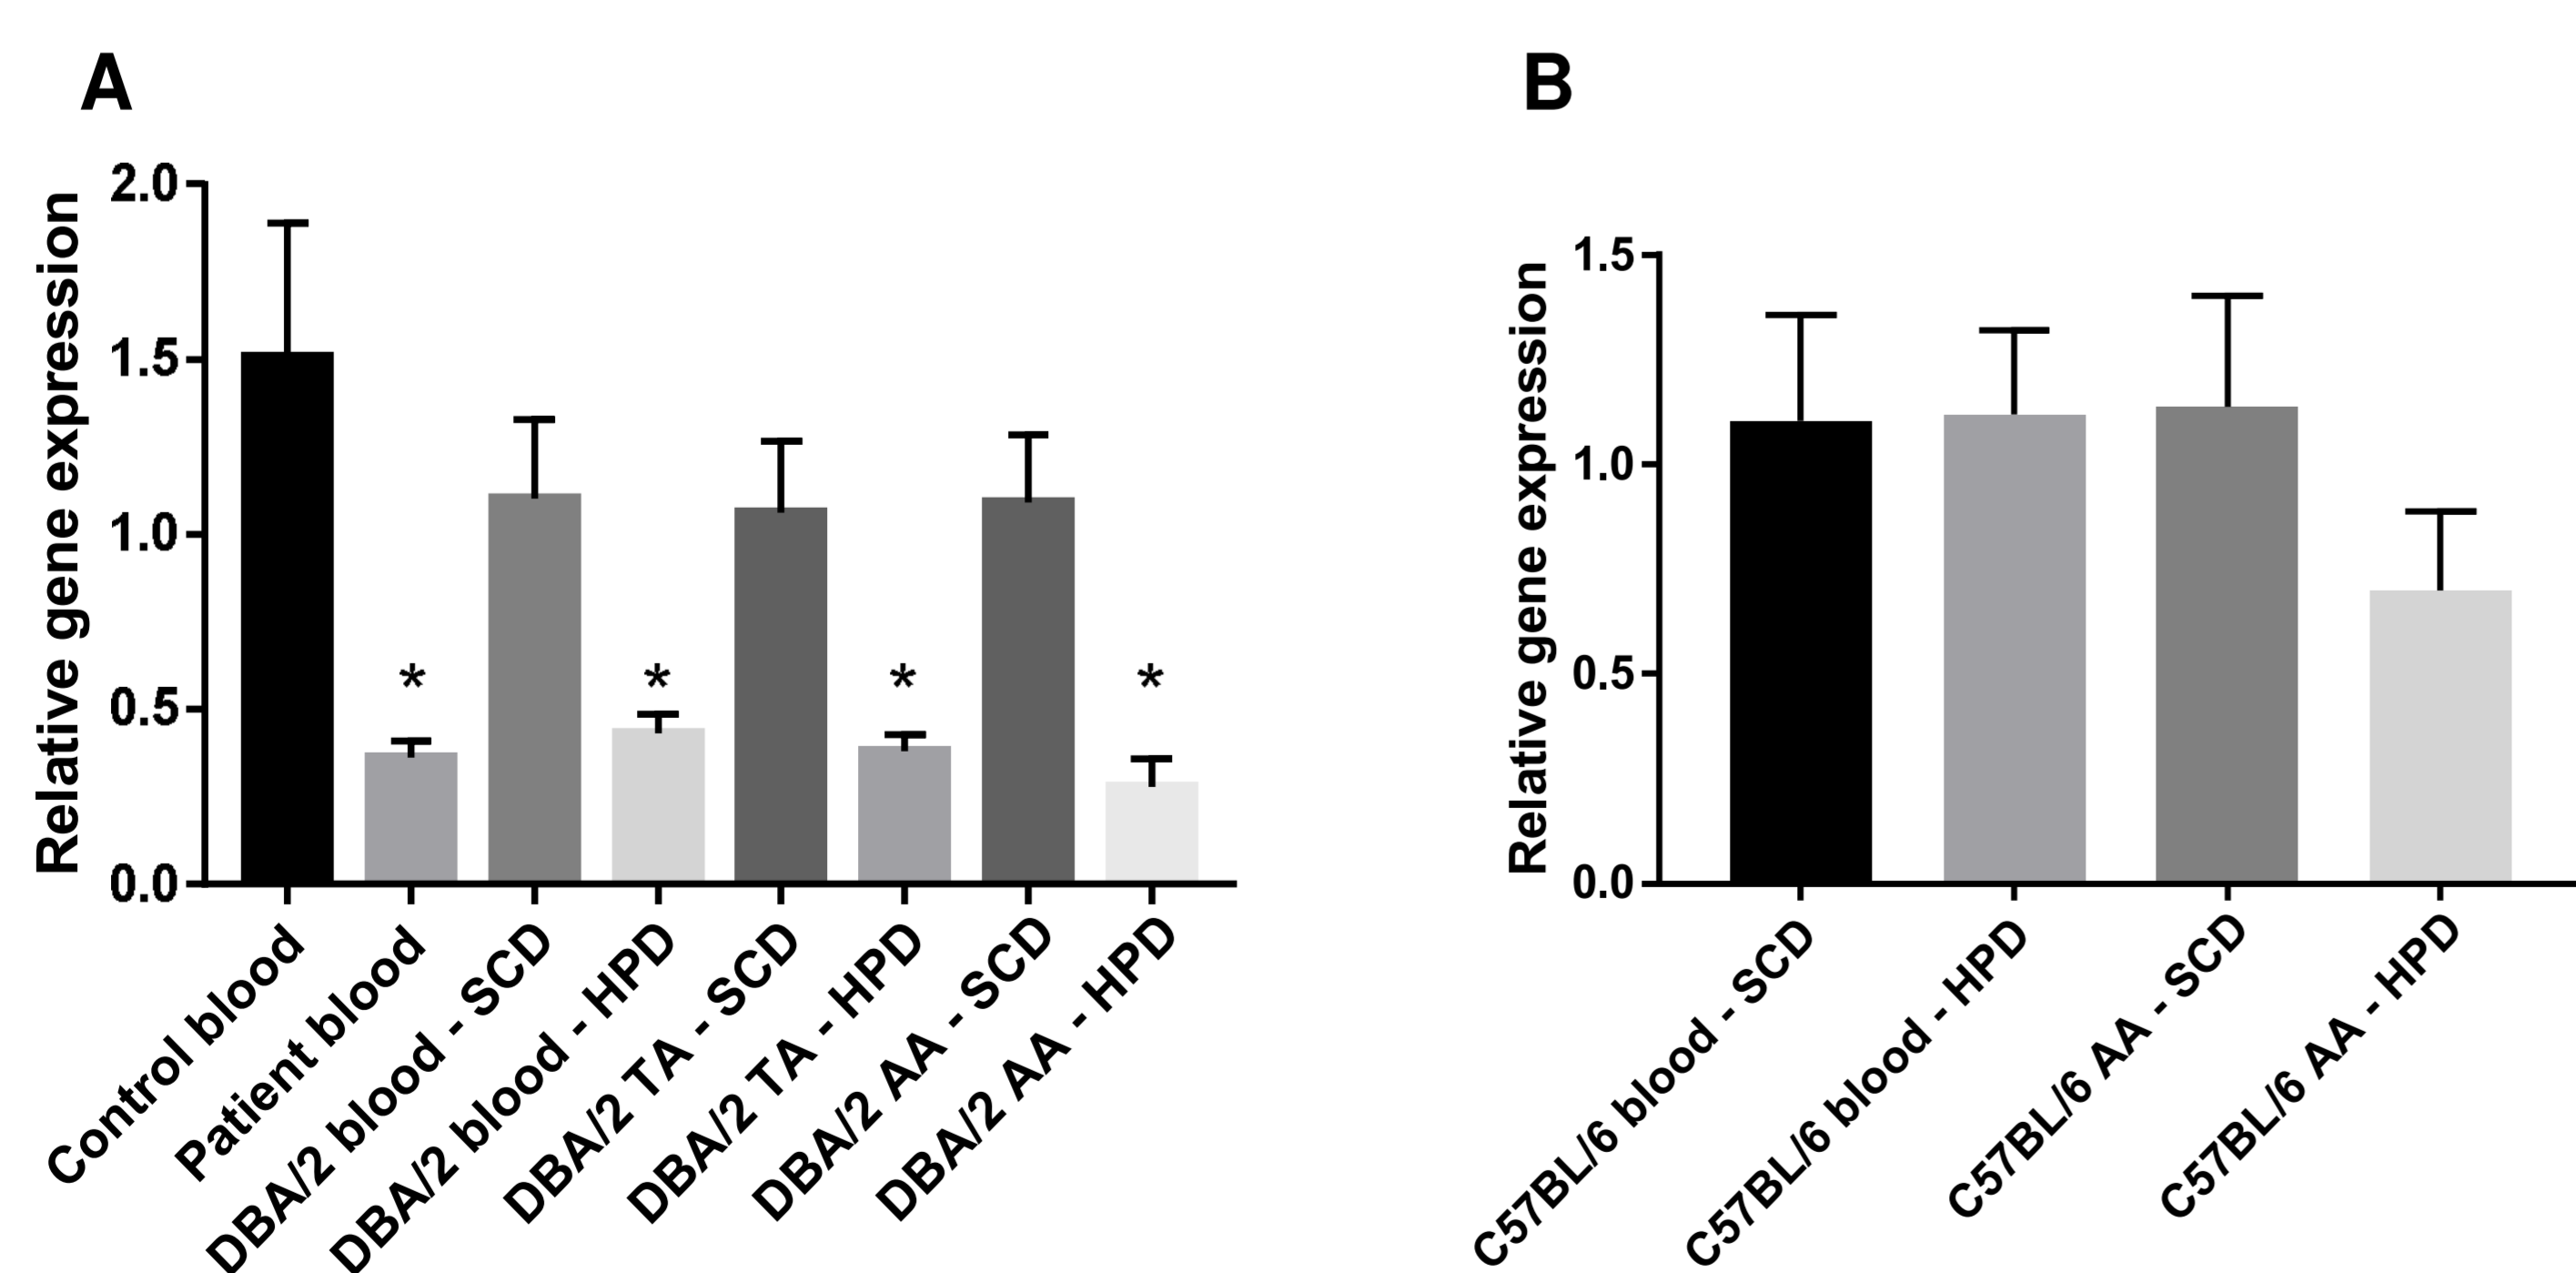 A
Relative gene expression
2.0
1.5
1.0
0.5
0.0
*
*
*
*
Control blood
Patient blood
DBA/2 blood - SCD
DBA/2 blood - HPD
DBA/2 TA - SCD
DBA/2 TA - HPD
DBA/2 AA - SCD
DBA/2 AA - HPD
B
Relative gene expression
1.5
1.0
0.5
0.0
C57BL/6 blood - SCD
C57BL/6 blood - HPD
C57BL/6 AA - SCD
C57BL/6 AA - HPD